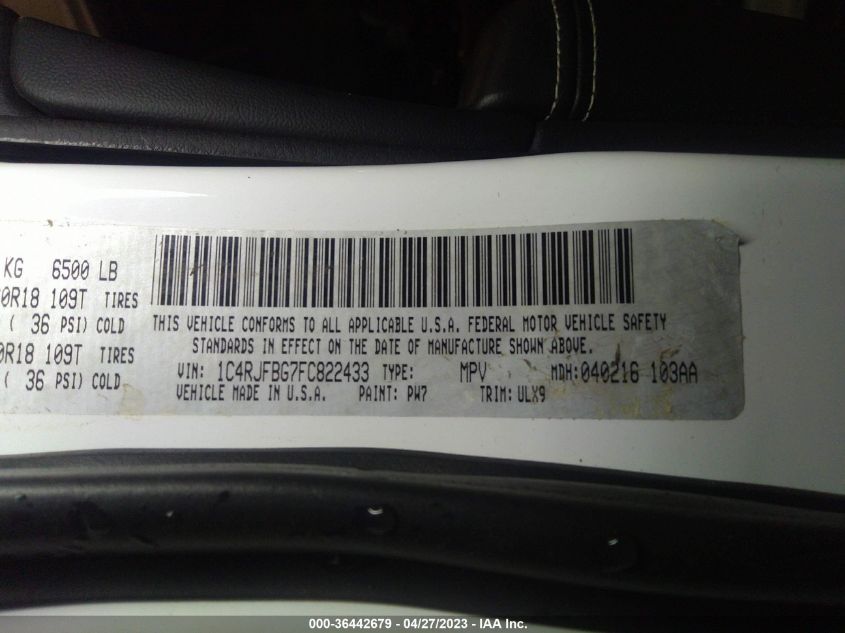 KG 6500 LB
0R18 109T TIRES
( 36 PSI) COLD
0R18 109T TIRES
( 36 PSI) COLD
THIS VEHICLE CONFORMS TO ALL APPLICABLE U.S.A. FEDERAL MOTOR VEHICLE SAFETY
STANDARDS IN EFFECT ON THE DATE OF MANUFACTURE SHOWN ABOVE.
VIN: 1C4RJFBG7FC822433 TYPE: MPV MDH:040216 103AA
VEHICLE MADE IN U.S.A. PAINT: PW7 TRIM: ULX9
000-36442679 - 04/27/2023 - IAA Inc.